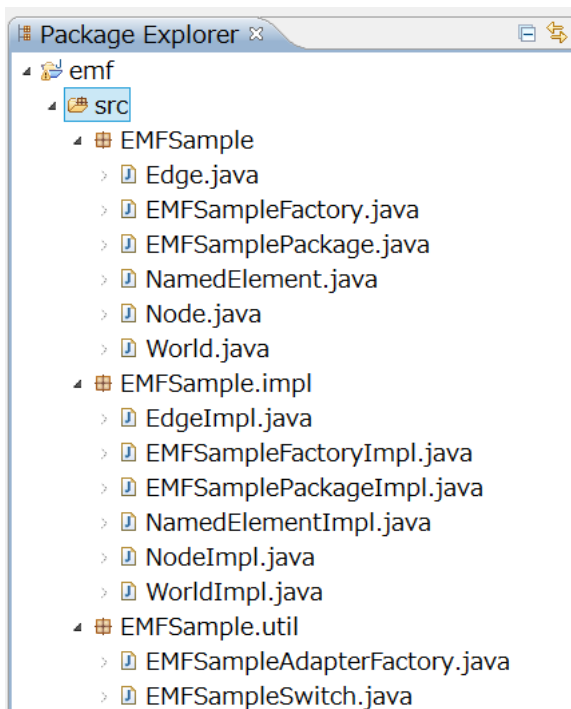 Package Explorer
emf
src
EMFSample
Edge.java
EMFSampleFactory.java
EMFSamplePackage.java
NamedElement.java
Node.java
World.java
EMFSample.impl
EdgeImpl.java
EMFSampleFactoryImpl.java
EMFSamplePackageImpl.java
NamedElementImpl.java
NodeImpl.java
WorldImpl.java
EMFSample.util
EMFSampleAdapterFactory.java
EMFSampleSwitch.java